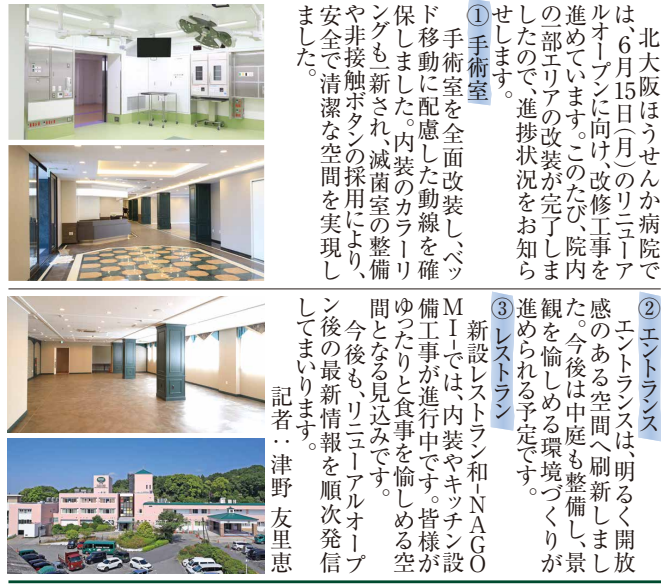 北大阪ほうせんか病院で
は、6月15日(月)のリニューア
ルオープンに向け、改修工事を
進めています。このたび、院内
の一部エリアの改装が完了しま
したので、進捗状況をお知ら
せします。
①手術室
手術室を全面改装し、ベッ
ド移動に配慮した動線を確
保しました。内装のカラーリ
ングも一新され、滅菌室の整備
や非接触ボタンの採用により、
安全で清潔な空間を実現し
ました。
②エントランス
エントランスは、明るく開放
感のある空間へ刷新しまし
た。今後は中庭も整備し、景
観を愉しめる環境づくりが
進められる予定です。
③レストラン
新設レストラン和-NAGO
MI-では、内装やキッチン設
備工事が進行中です。皆様が
ゆったりと食事を愉しめる空
間となる見込みです。
今後も、リニューアルオープ
ン後の最新情報を順次発信
してまいります。
記者：津野 友里恵